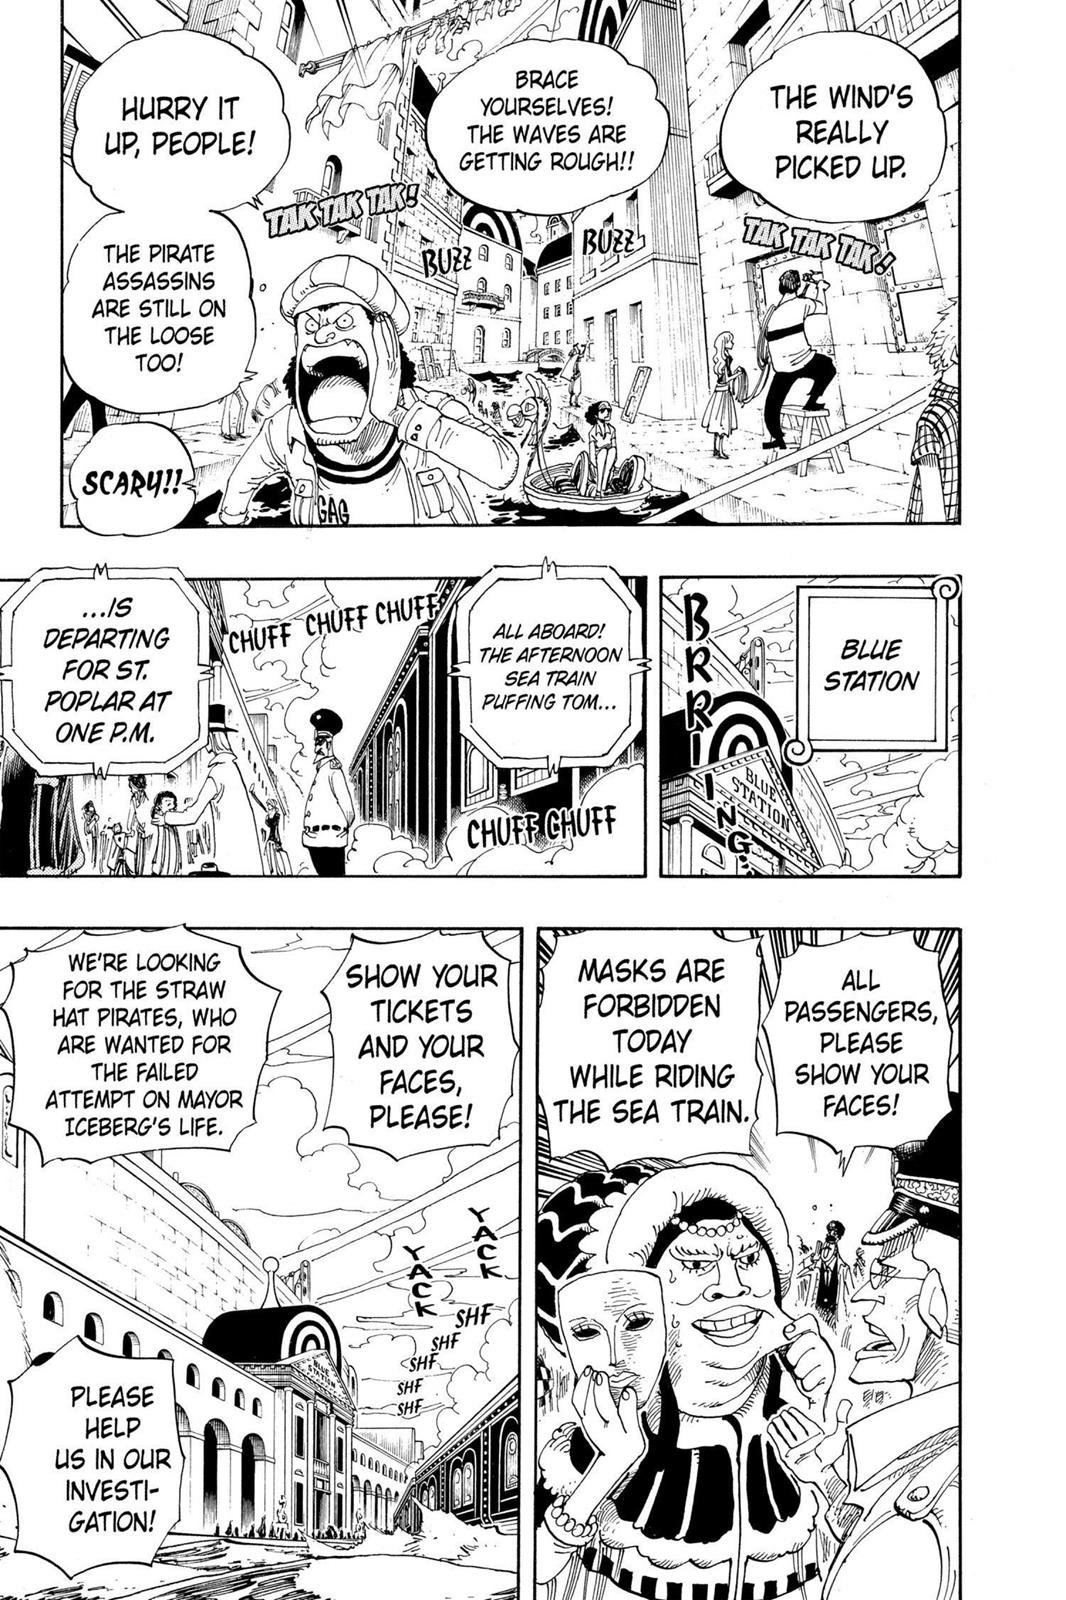 THE WIND'S
REALLY
PICKED UP.
BRACE
YOURSELVES!
THE WAVES ARE
GETTING ROUGH!!
HURRY IT
UP, PEOPLE!
TAK TAK TAK!
BUZZ
BUZZ
TAK TAK TAK!
THE PIRATE
ASSASSINS
ARE STILL ON
THE LOOSE
TOO!
SCARY!!
GAG
BLUE
STATION
BRRIING
BLUE
STATION
ALL ABOARD!
THE AFTERNOON
SEA TRAIN
PUFFING TOM...
CHUFF CHUFF CHUFF
...IS
DEPARTING
FOR ST.
POPLAR AT
ONE P.M.
CHUFF CHUFF
ALL
PASSENGERS,
PLEASE
SHOW YOUR
FACES!
MASKS ARE
FORBIDDEN
TODAY
WHILE RIDING
THE SEA TRAIN.
SHOW YOUR
TICKETS
AND YOUR
FACES,
PLEASE!
WE'RE LOOKING
FOR THE STRAW
HAT PIRATES, WHO
ARE WANTED FOR
THE FAILED
ATTEMPT ON MAYOR
ICEBERG'S LIFE.
YACK
YACK
SHF
SHF
SHF
SHF
SHF
BLUE
STATION
PLEASE
HELP
US IN OUR
INVESTI-
GATION!